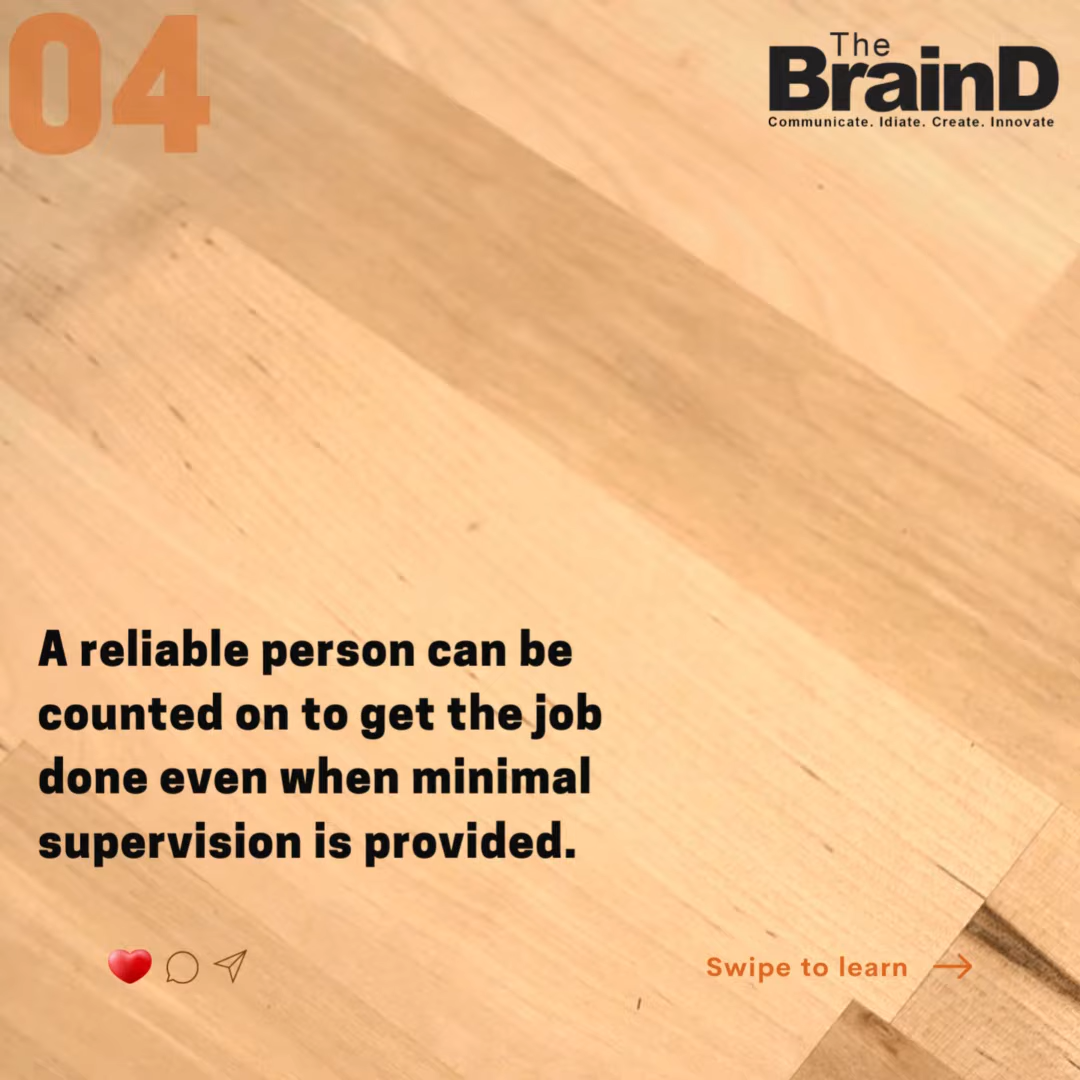 04
The
BrainD
Communicate. Idiate. Create. Innovate
A reliable person can be
counted on to get the job
done even when minimal
supervision is provided.
Swipe to learn